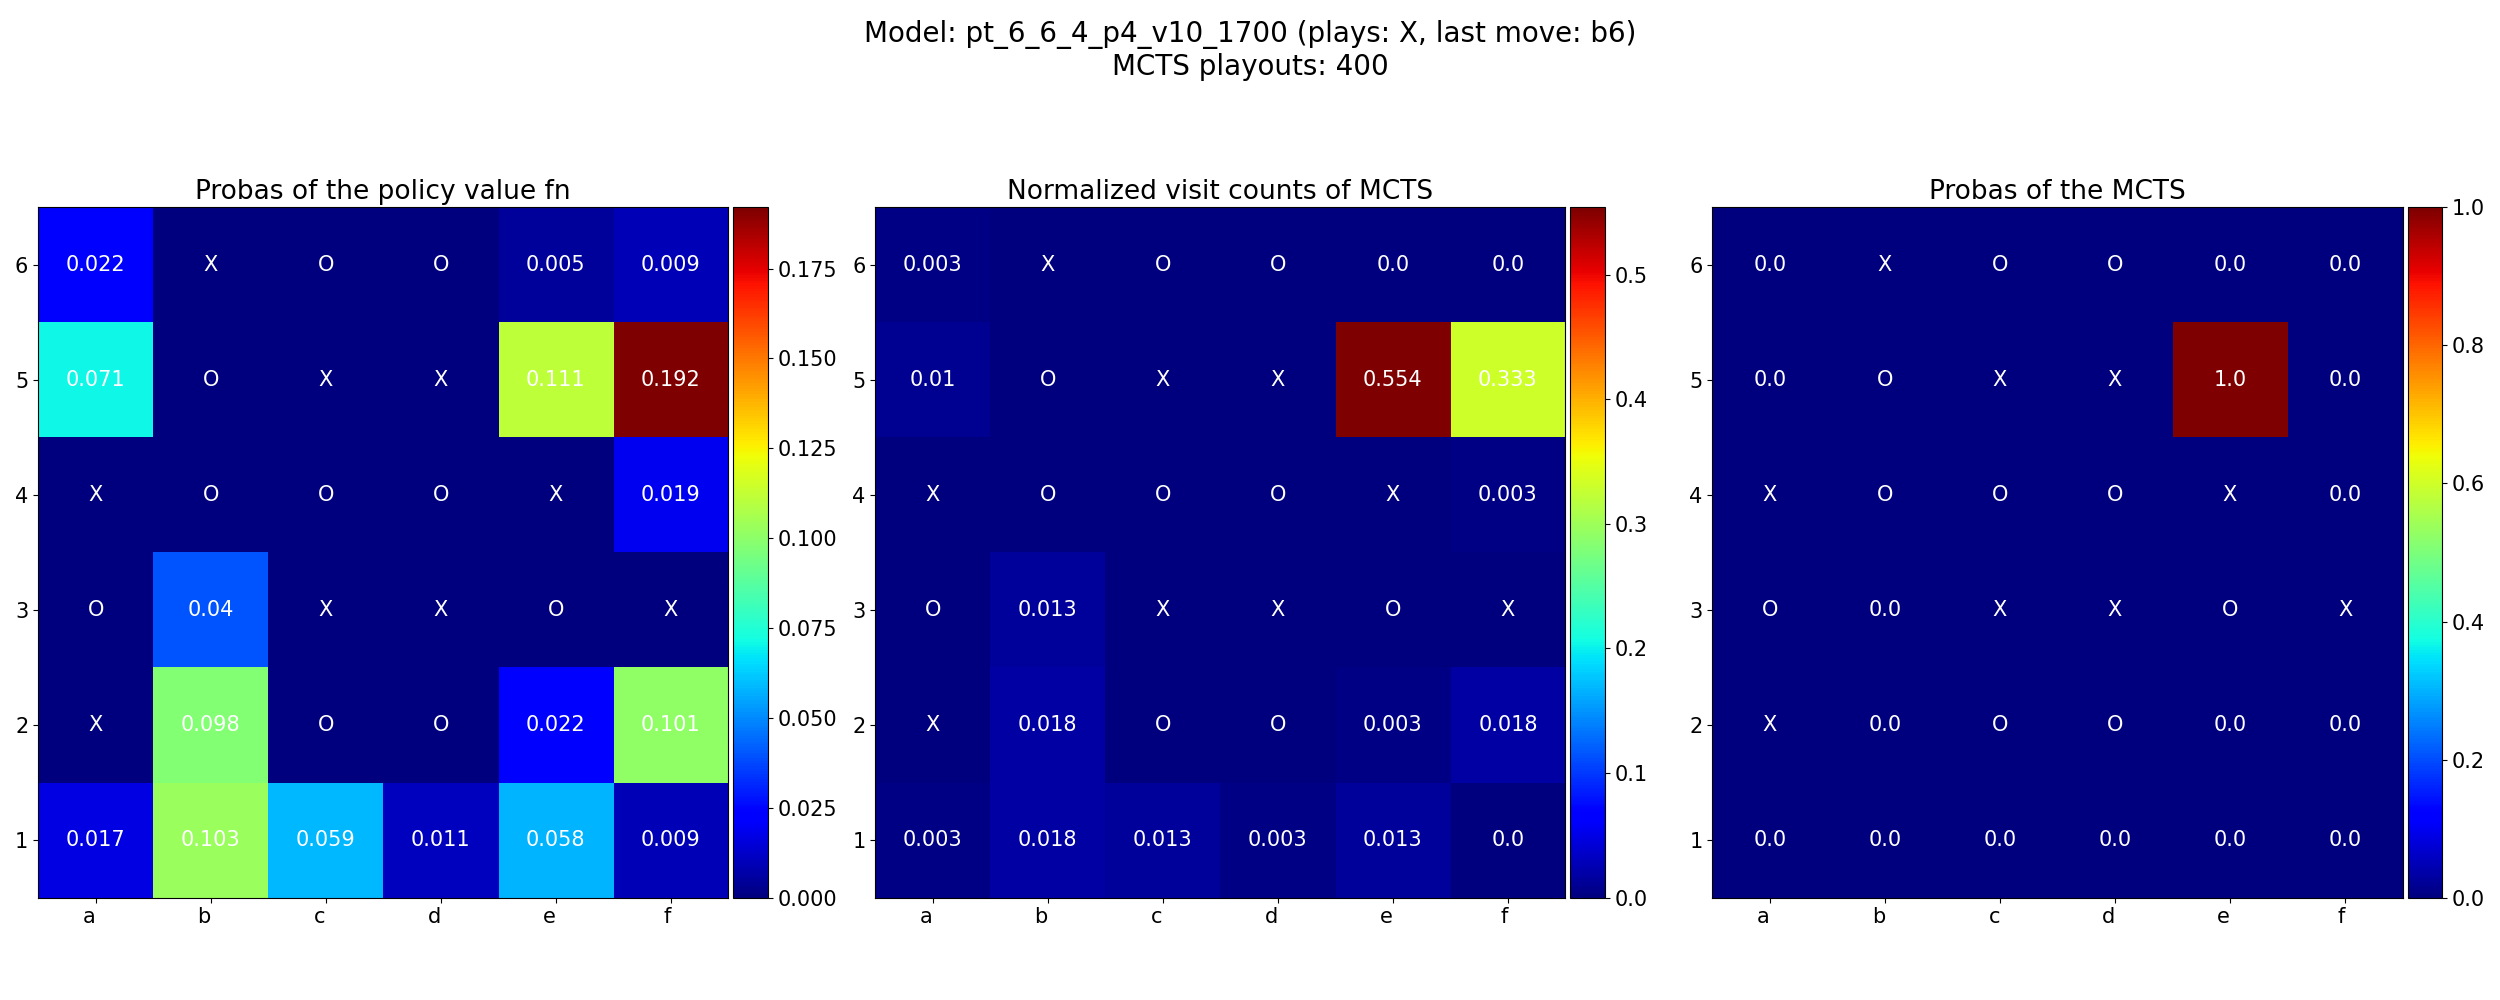 Model: pt_6_6_4_p4_v10_1700 (plays: X, last move: b6)
MCTS playouts: 400
Probas of the policy value fn
6 0.022 X O O 0.005 0.009
5 0.071 O X X 0.111 0.192
4 X O O O X 0.019
3 O 0.04 X X O X
2 X 0.098 O O 0.022 0.101
1 0.017 0.103 0.059 0.011 0.058 0.009
a b c d e f
0.175
0.150
0.125
0.100
0.075
0.050
0.025
0.000
Normalized visit counts of MCTS
6 0.003 X O O 0.0 0.0
5 0.01 O X X 0.554 0.333
4 X O O O X 0.003
3 O 0.013 X X O X
2 X 0.018 O O 0.003 0.018
1 0.003 0.018 0.013 0.003 0.013 0.0
a b c d e f
0.5
0.4
0.3
0.2
0.1
0.0
Probas of the MCTS
6 0.0 X O O 0.0 0.0
5 0.0 O X X 1.0 0.0
4 X O O O X 0.0
3 O 0.0 X X O X
2 X 0.0 O O 0.0 0.0
1 0.0 0.0 0.0 0.0 0.0 0.0
a b c d e f
1.0
0.8
0.6
0.4
0.2
0.0